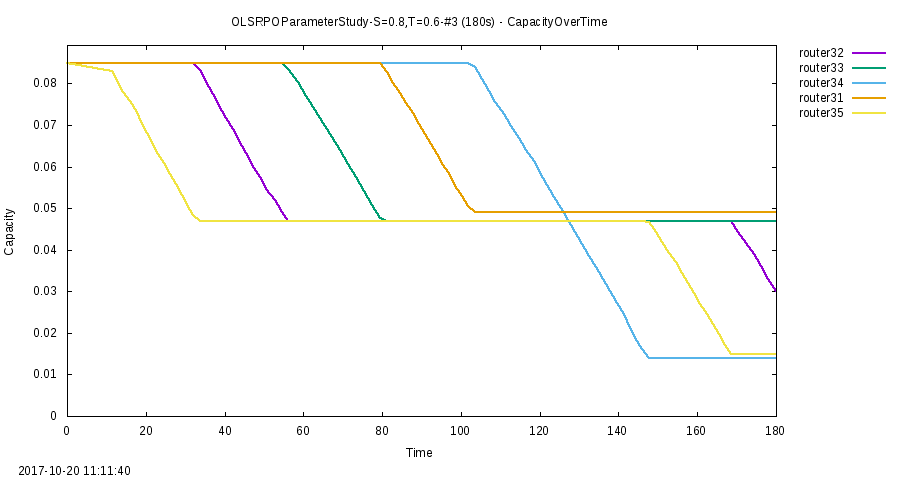 OLSRPOParameterStudy-S=0.8,T=0.6-#3 (180s) - CapacityOverTime
router32
router33
router34
router31
router35
0.08
0.07
0.06
0.05
0.04
0.03
0.02
0.01
0
Capacity
0 20 40 60 80 100 120 140 160 180
Time
2017-10-20 11:11:40